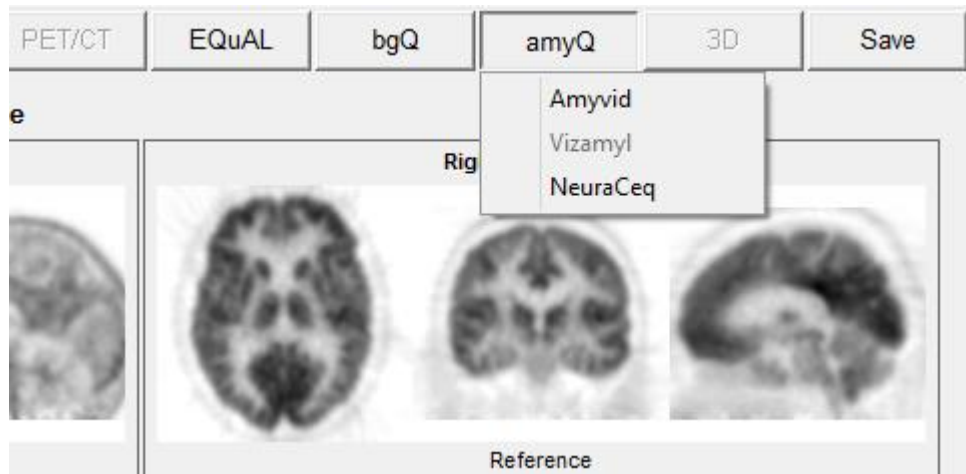 PET/CT EQuAL bgQ amyQ 3D Save
Amyvid
Vizamyl
NeuraCeq
e
Rig
Reference